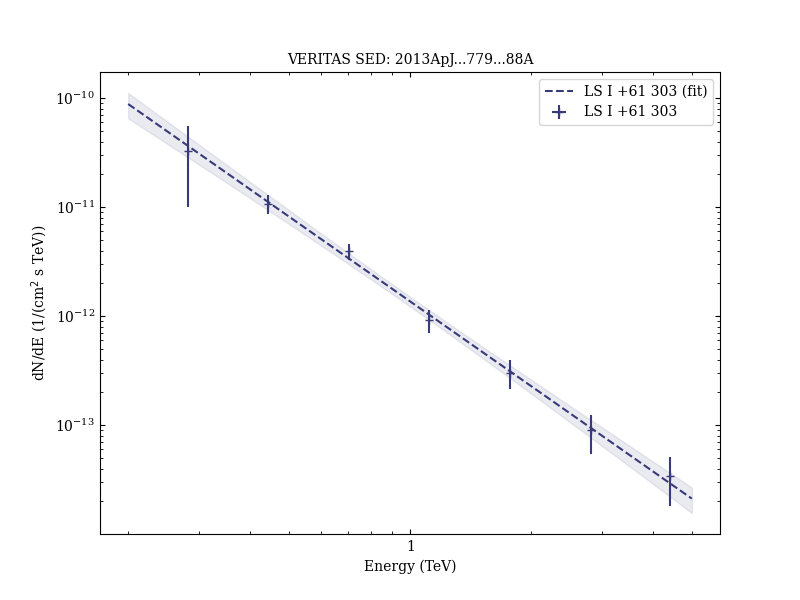 VERITAS SED: 2013ApJ...779...88A
LS I +61 303 (fit)
LS I +61 303
dN/dE (1/(cm² s TeV))
10⁻¹⁰
10⁻¹¹
10⁻¹²
10⁻¹³
1
Energy (TeV)